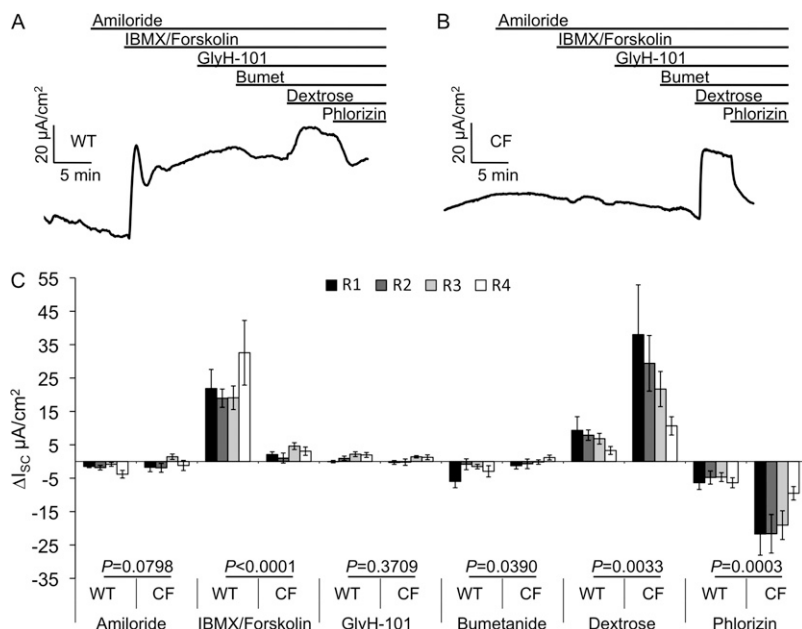 A
Amiloride
IBMX/Forskolin
GlyH-101
Bumet
Dextrose
Phlorizin
20 µA/cm²
WT
5 min
B
Amiloride
IBMX/Forskolin
GlyH-101
Bumet
Dextrose
Phlorizin
20 µA/cm²
CF
5 min
C
R1 R2 R3 R4
ΔI_SC µA/cm²
55
45
35
25
15
5
-5
-15
-25
-35
P=0.0798 P<0.0001 P=0.3709 P=0.0390 P=0.0033 P=0.0003
WT CF WT CF WT CF WT CF WT CF WT CF
Amiloride IBMX/Forskolin GlyH-101 Bumetanide Dextrose Phlorizin